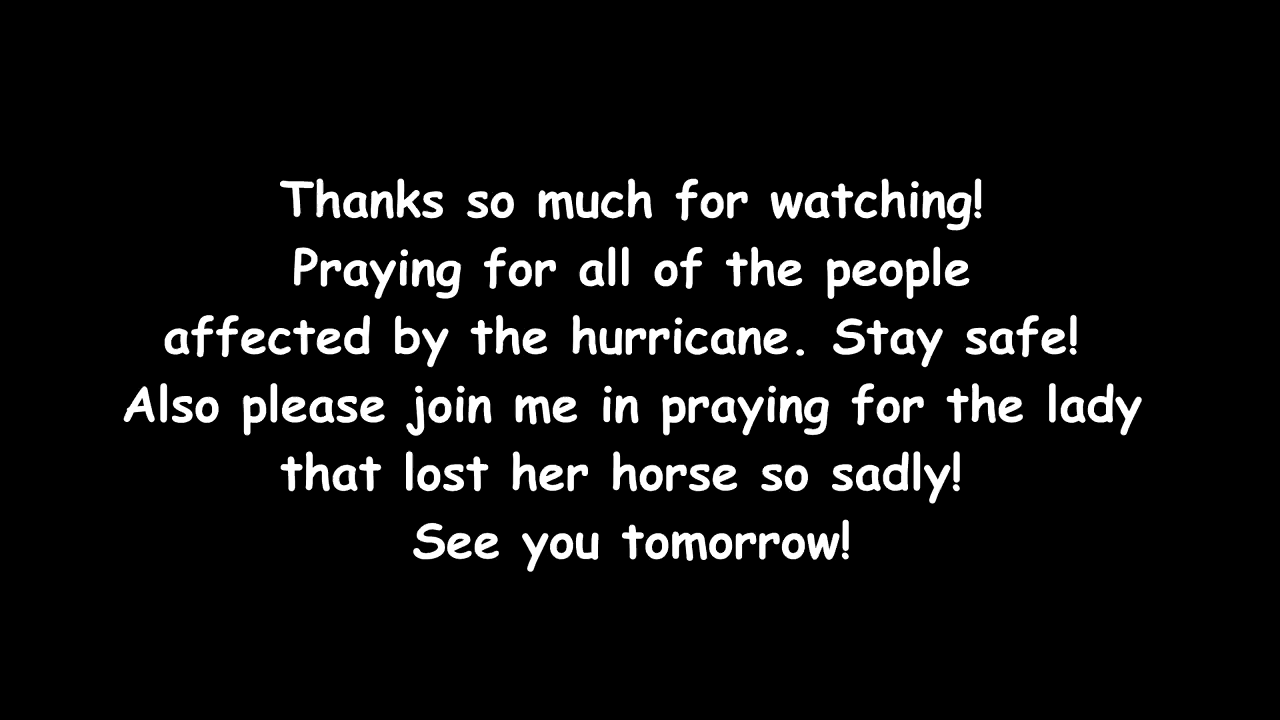 Thanks so much for watching!
Praying for all of the people
affected by the hurricane. Stay safe!
Also please join me in praying for the lady
that lost her horse so sadly!
See you tomorrow!